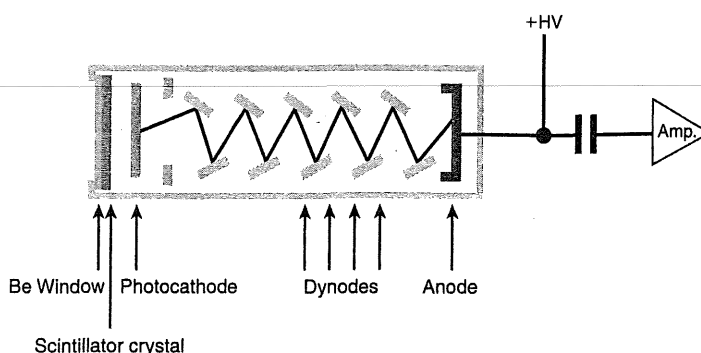 +HV
Amp.
Be Window Photocathode Dynodes Anode
Scintillator crystal